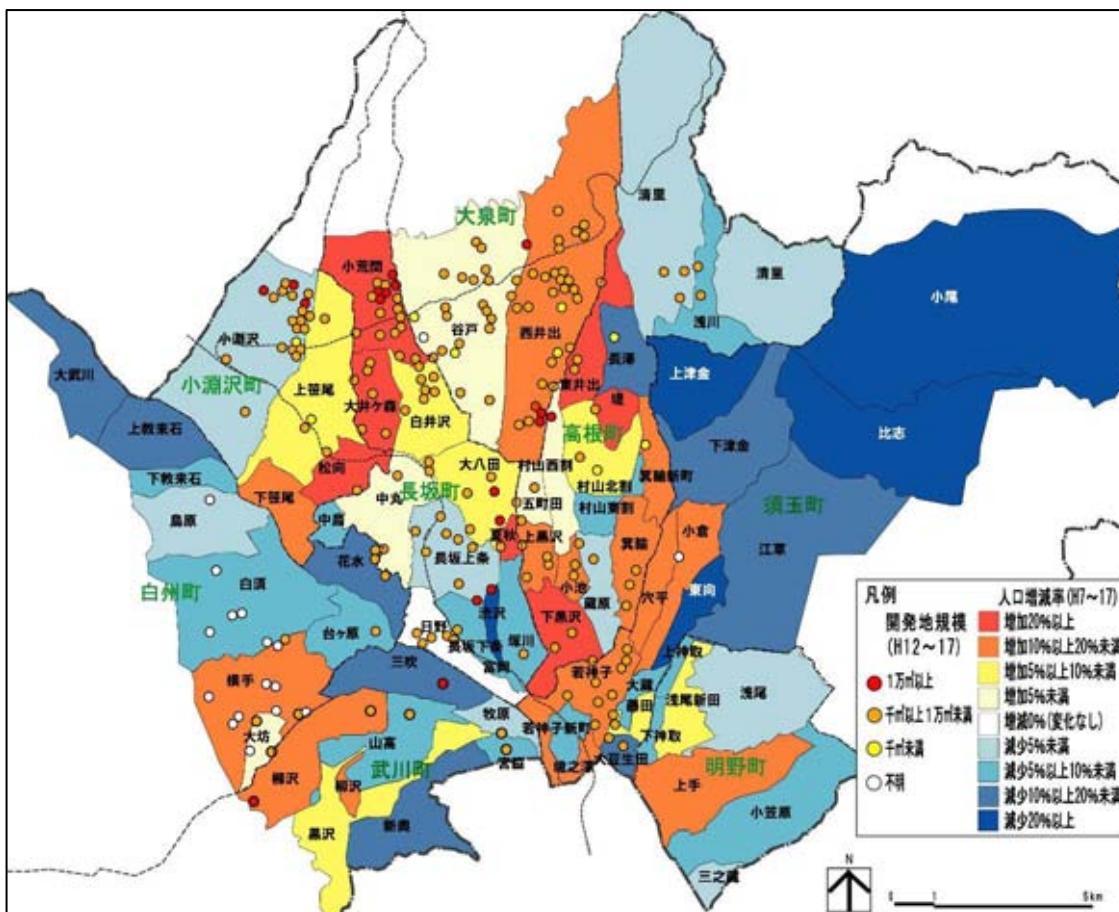 大泉町
清里
小荒間
清里
小尾
小淵沢
谷戸
西井出
浅川
長澤
大武川
小淵沢町
上笹尾
東井出
上津金
大井ケ森
白井沢
堤
上教来石
高根町
下津金
比志
松向
大八田
村山西割
箕輪新町
下教来石
下笹尾
中丸
長坂町
村山北割
須玉町
鳥原
五町田
村山東割
小倉
夏秋
上黒沢
箕輪
江草
花水
長坂上条
小池
蔵原
穴平
東向
白須
白州町
渋沢
下黒沢
台ケ原
日野
長坂下条
塚川
上神取
三吹
富岡
若神子
大蔵
浅尾新田
浅尾
横手
牧原
若神子新町
藤田
下神取
大坊
山高
宮脇
大豆生田
武川町
明野町
柳沢
柳沢
上手
黒沢
新奥
小笠原
三之蔵
凡例
開発地規模
(H12～17)
1万㎡以上
千㎡以上1万㎡未満
千㎡未満
不明
人口増減率(H7～17)
増加20%以上
増加10%以上20%未満
増加5%以上10%未満
増加5%未満
増減0%(変化なし)
減少5%未満
減少5%以上10%未満
減少10%以上20%未満
減少20%以上
N
0 1 5km